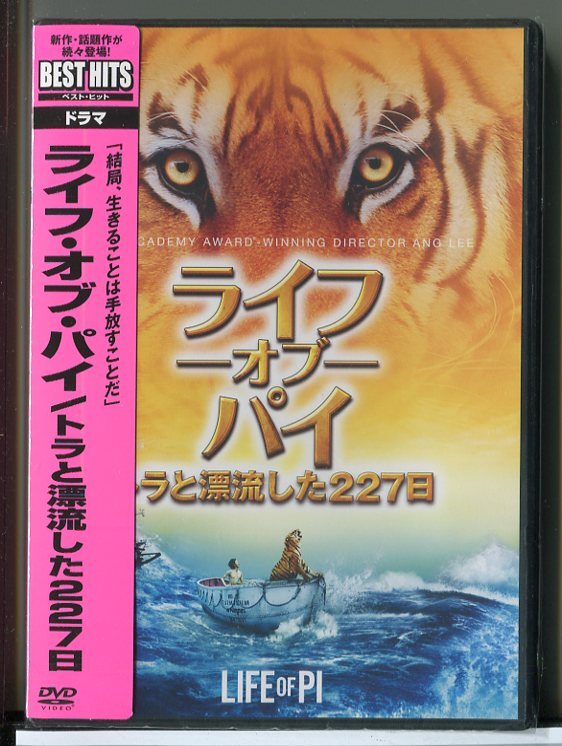 新作・話題作が
続々登場!
BEST HITS
ベスト・ヒット
ドラマ
「結局、生きることは手放すことだ」
ライフ・オブ・パイ/トラと漂流した227日
DVD
VIDEO
CADEMY AWARD®-WINNING DIRECTOR ANG LEE
ライフ
オブ
パイ
トラと漂流した227日
LIFE OF PI